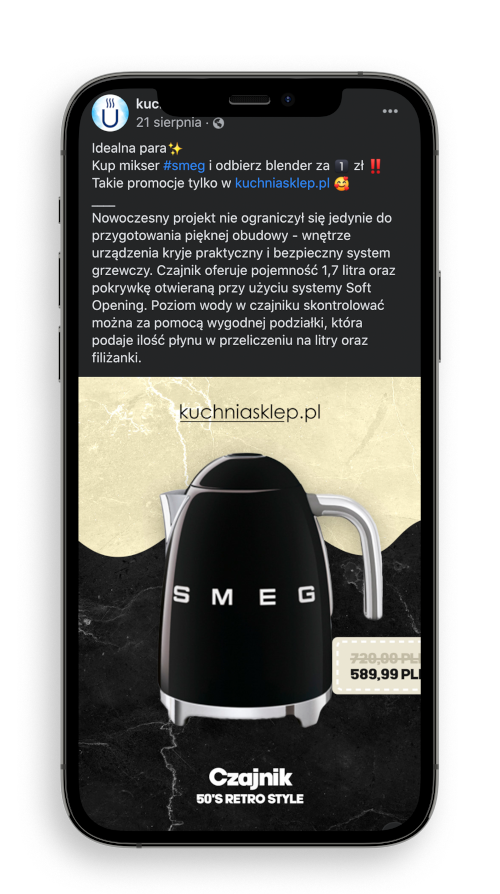 kuc
21 sierpnia ·
Idealna para✨
Kup mikser #smeg i odbierz blender za 1️⃣ zł ‼️
Takie promocje tylko w kuchniasklep.pl 🥰
___
Nowoczesny projekt nie ograniczył się jedynie do
przygotowania pięknej obudowy - wnętrze
urządzenia kryje praktyczny i bezpieczny system
grzewczy. Czajnik oferuje pojemność 1,7 litra oraz
pokrywkę otwieraną przy użyciu systemy Soft
Opening. Poziom wody w czajniku skontrolować
można za pomocą wygodnej podziałki, która
podaje ilość płynu w przeliczeniu na litry oraz
filiżanki.
kuchniasklep.pl
SMEG
720,00 PL
589,99 PL
Czajnik
50'S RETRO STYLE